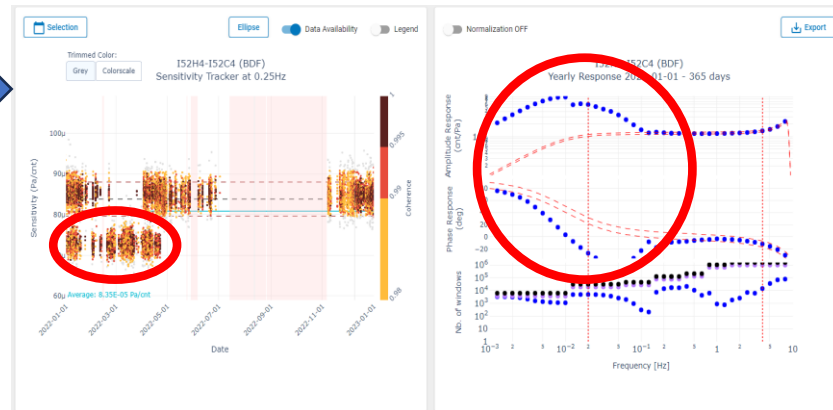 Selection
Ellipse
Data Availability
Legend
Trimmed Color:
Grey
Colorscale
I52H4-I52C4 (BDF)
Sensitivity Tracker at 0.25Hz
100μ
90μ
80μ
60μ
Sensitivity (Pa/cnt)
Average: 8.35E-05 Pa/cnt
2022-01-01
2022-03-01
2022-05-01
2022-07-01
2022-09-01
2022-11-01
2023-01-01
Date
1
0.995
0.99
0.98
Coherence
Normalization OFF
Export
(BDF)
Yearly Response
-01-01 - 365 days
Amplitude Response
(cnt/Pa)
Phase Response
(deg)
20
0
−20
Nb. of windows
10⁶
10⁵
10⁴
10³
10²
10
1
10⁻³
2
5
10⁻²
2
5
10⁻¹
2
5
1
2
5
10
Frequency [Hz]